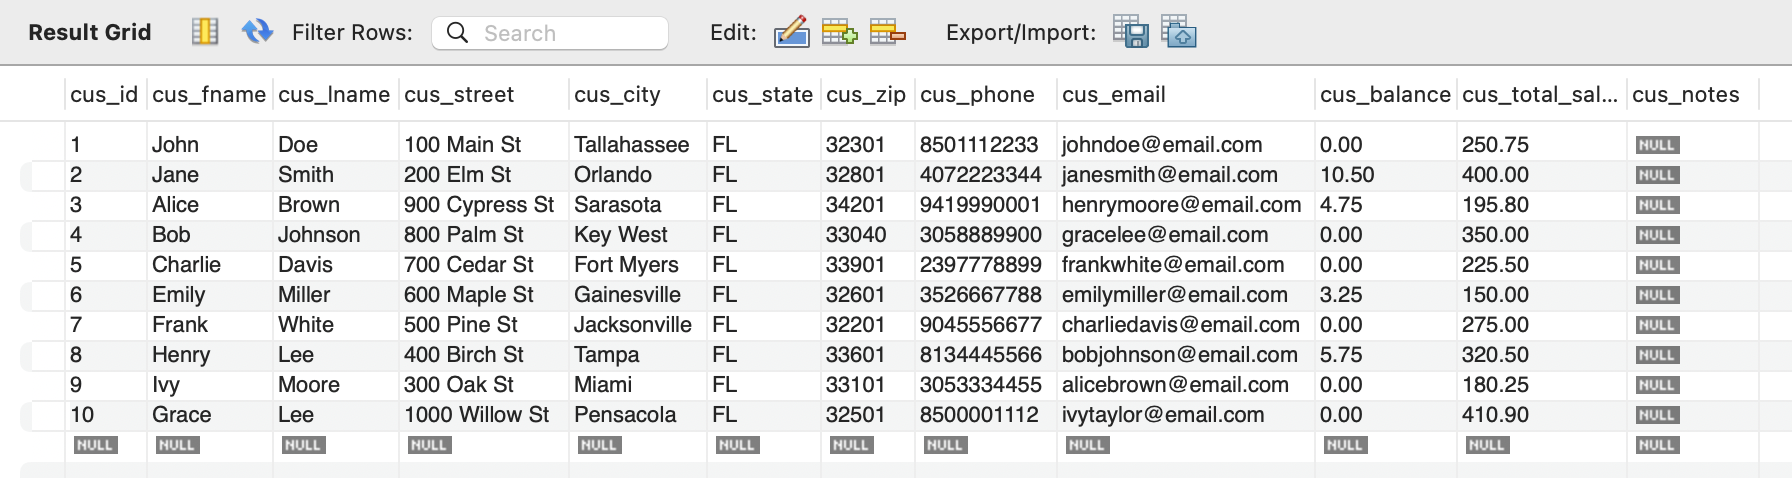 Result Grid Filter Rows: Search Edit: Export/Import:
cus_id cus_fname cus_lname cus_street cus_city cus_state cus_zip cus_phone cus_email cus_balance cus_total_sal... cus_notes
1 John Doe 100 Main St Tallahassee FL 32301 8501112233 johndoe@email.com 0.00 250.75 NULL
2 Jane Smith 200 Elm St Orlando FL 32801 4072223344 janesmith@email.com 10.50 400.00 NULL
3 Alice Brown 900 Cypress St Sarasota FL 34201 9419990001 henrymoore@email.com 4.75 195.80 NULL
4 Bob Johnson 800 Palm St Key West FL 33040 3058889900 gracelee@email.com 0.00 350.00 NULL
5 Charlie Davis 700 Cedar St Fort Myers FL 33901 2397778899 frankwhite@email.com 0.00 225.50 NULL
6 Emily Miller 600 Maple St Gainesville FL 32601 3526667788 emilymiller@email.com 3.25 150.00 NULL
7 Frank White 500 Pine St Jacksonville FL 32201 9045556677 charliedavis@email.com 0.00 275.00 NULL
8 Henry Lee 400 Birch St Tampa FL 33601 8134445566 bobjohnson@email.com 5.75 320.50 NULL
9 Ivy Moore 300 Oak St Miami FL 33101 3053334455 alicebrown@email.com 0.00 180.25 NULL
10 Grace Lee 1000 Willow St Pensacola FL 32501 8500001112 ivytaylor@email.com 0.00 410.90 NULL
NULL NULL NULL NULL NULL NULL NULL NULL NULL NULL NULL NULL